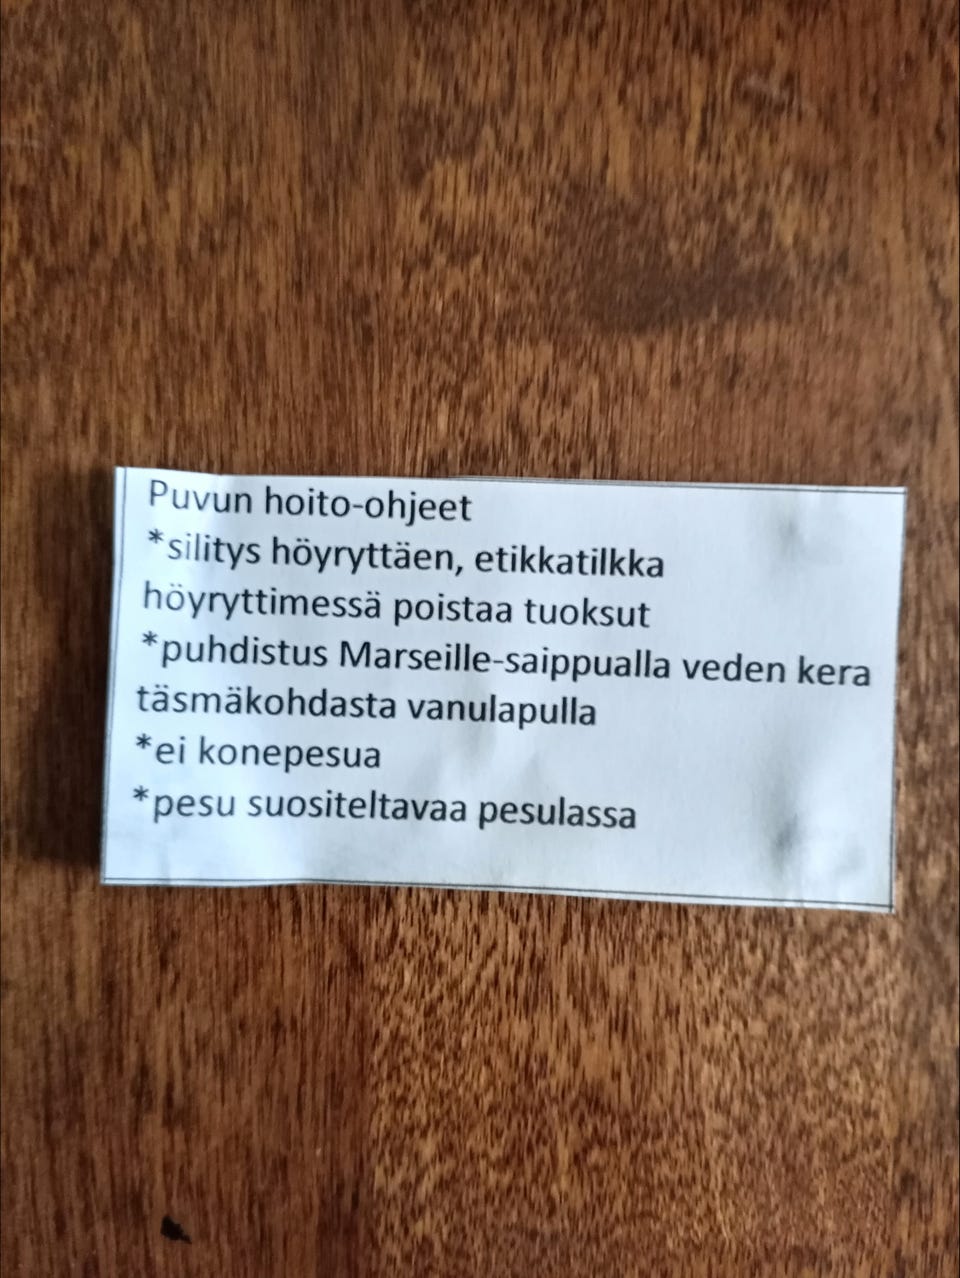 Puvun hoito-ohjeet
*silitys höyryttäen, etikkatilkka
höyryttimessä poistaa tuoksut
*puhdistus Marseille-saippualla veden kera
täsmäkohdasta vanulapulla
*ei konepesua
*pesu suositeltavaa pesulassa